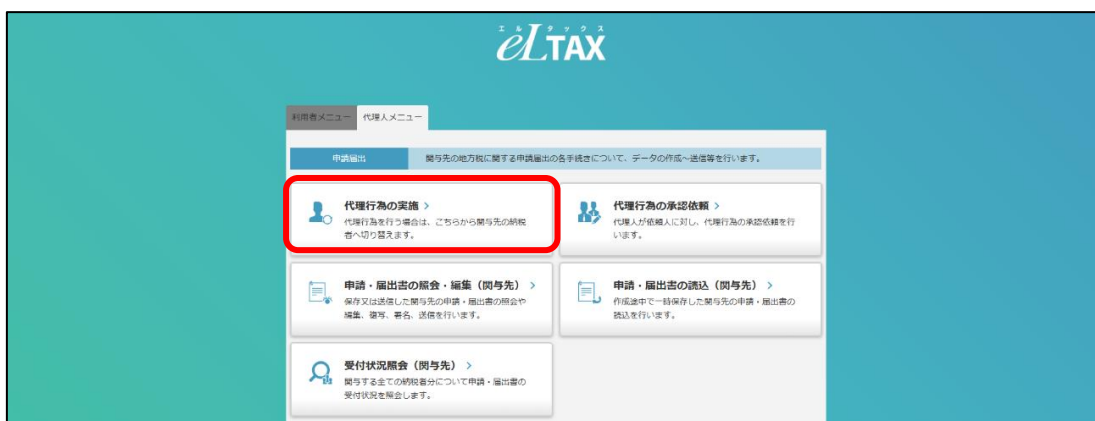 エルタックス
eLTAX
利用者メニュー 代理人メニュー
申請届出 関与先の地方税に関する申請届出の各手続きについて、データの作成～送信等を行います。
代理行為の実施 >
代理行為を行う場合は、こちらから関与先の納税
者へ切り替えます。
代理行為の承認依頼 >
代理人が依頼人に対し、代理行為の承認依頼を行
います。
申請・届出書の照会・編集（関与先） >
保存又は送信した関与先の申請・届出書の照会や
編集、複写、署名、送信を行います。
申請・届出書の読込（関与先） >
作成途中で一時保存した関与先の申請・届出書の
読込を行います。
受付状況照会（関与先） >
関与する全ての納税者分について申請・届出書の
受付状況を照会します。